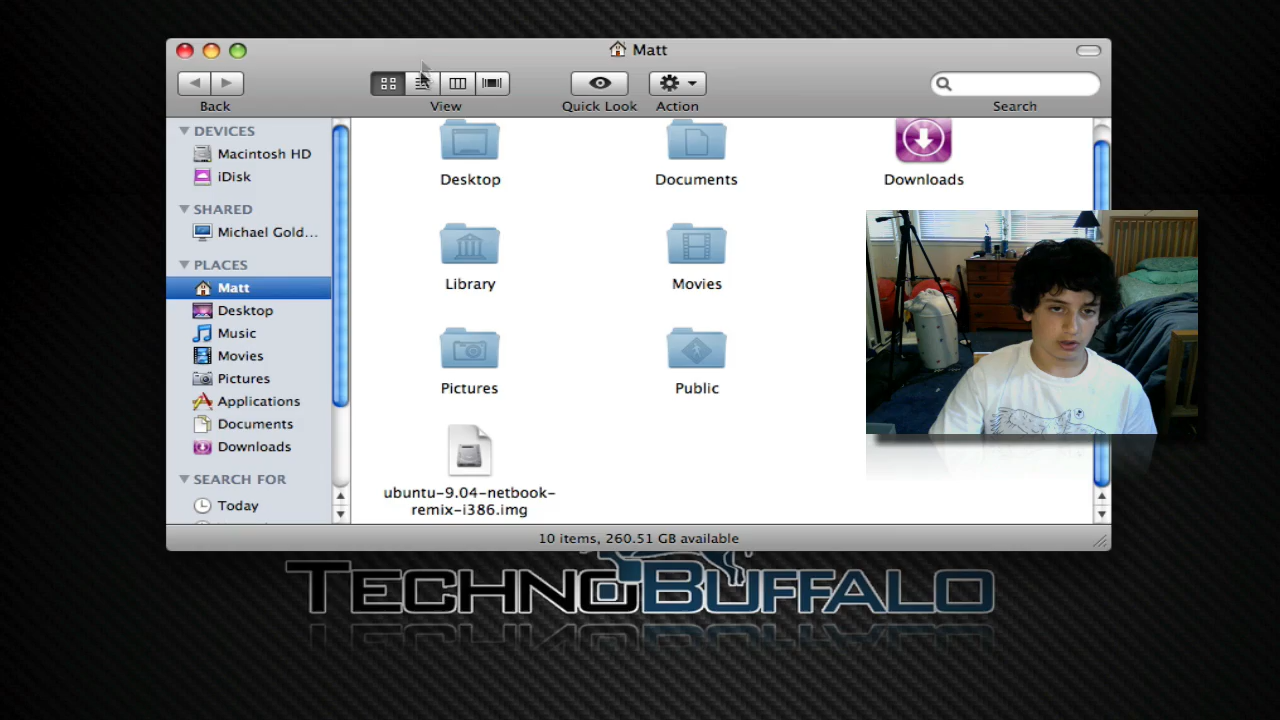 Matt
Back
View
Quick Look
Action
Search
DEVICES
Macintosh HD
iDisk
SHARED
Michael Gold...
PLACES
Matt
Desktop
Music
Movies
Pictures
Applications
Documents
Downloads
SEARCH FOR
Today
Desktop
Documents
Downloads
Library
Movies
Pictures
Public
ubuntu-9.04-netbook-
remix-i386.img
10 items, 260.51 GB available
TECHNOBUFFALO